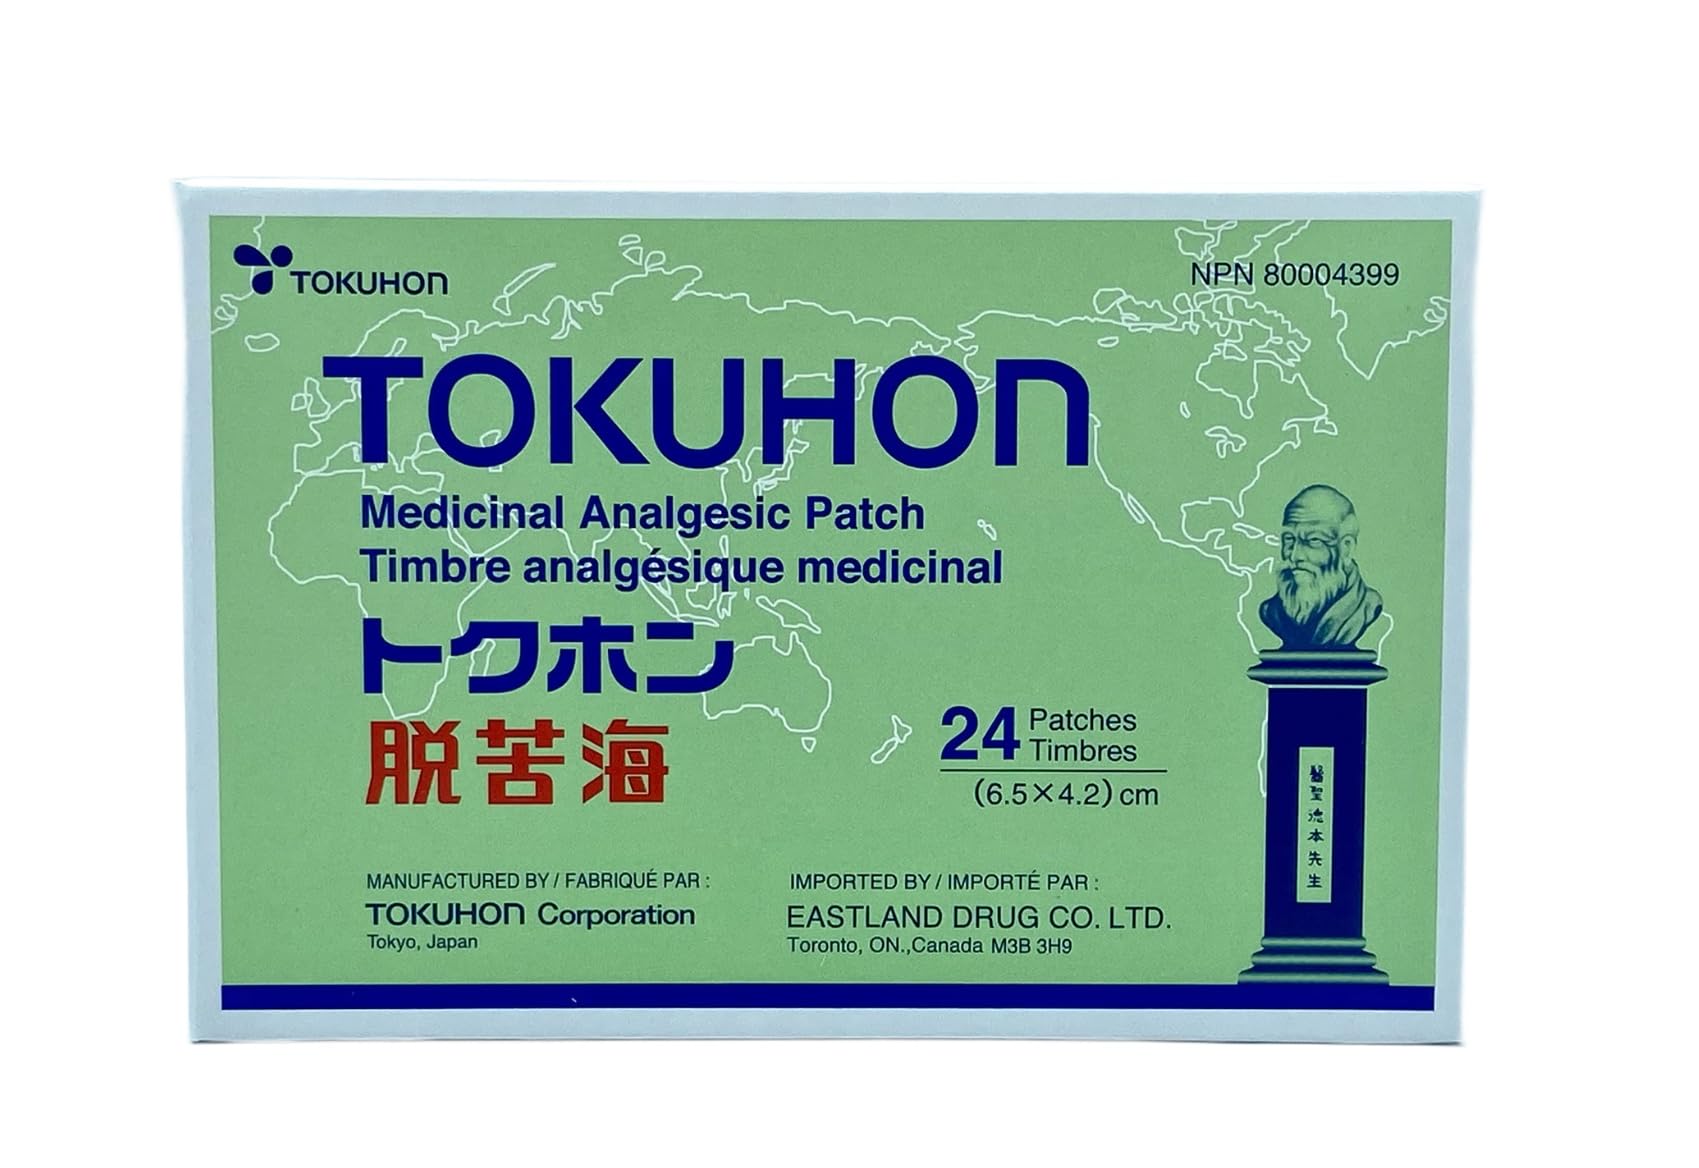 TOKUHON
NPN 80004399
TOKUHON
Medicinal Analgesic Patch
Timbre analgésique medicinal
トクホン
脱苦海
24 Patches
Timbres
(6.5×4.2) cm
醫聖德本先生
MANUFACTURED BY / FABRIQUÉ PAR :
TOKUHON Corporation
Tokyo, Japan
IMPORTED BY / IMPORTÉ PAR :
EASTLAND DRUG CO. LTD.
Toronto, ON.,Canada M3B 3H9